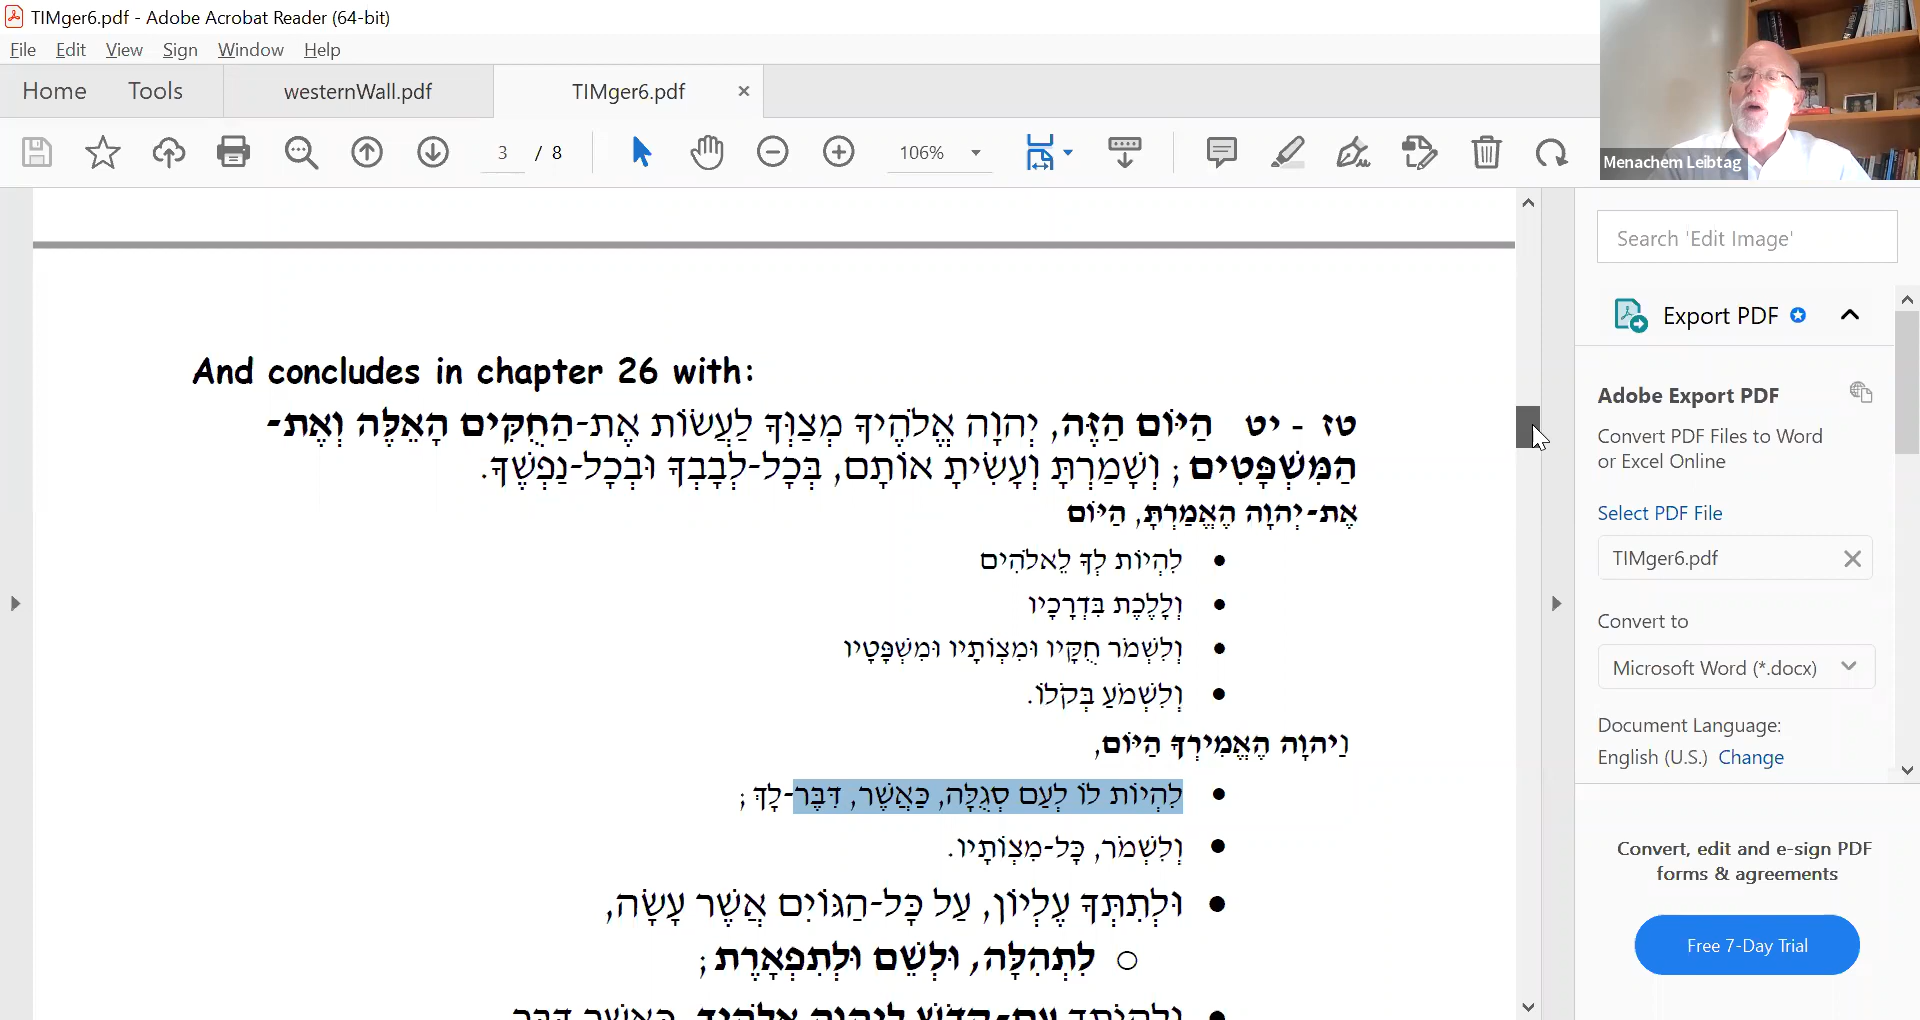 TIMger6.pdf - Adobe Acrobat Reader (64-bit)
File Edit View Sign Window Help
Home Tools westernWall.pdf TIMger6.pdf ×
3 / 8 106%
Menachem Leibtag
And concludes in chapter 26 with:
טז - יט הַיּוֹם הַזֶּה, יְהוָה אֱלֹהֶיךָ מְצַוְּךָ לַעֲשׂוֹת אֶת-הַחֻקִּים הָאֵלֶּה וְאֶת-
הַמִּשְׁפָּטִים; וְשָׁמַרְתָּ וְעָשִׂיתָ אוֹתָם, בְּכָל-לְבָבְךָ וּבְכָל-נַפְשֶׁךָ.
אֶת-יְהוָה הֶאֱמַרְתָּ, הַיּוֹם
• לִהְיוֹת לְךָ לֵאלֹהִים
• וְלָלֶכֶת בִּדְרָכָיו
• וְלִשְׁמֹר חֻקָּיו וּמִצְוֺתָיו וּמִשְׁפָּטָיו
• וְלִשְׁמֹעַ בְּקֹלוֹ.
וַיהוָה הֶאֱמִירְךָ הַיּוֹם,
• לִהְיוֹת לוֹ לְעַם סְגֻלָּה, כַּאֲשֶׁר, דִּבֶּר-לָךְ;
• וְלִשְׁמֹר, כָּל-מִצְוֺתָיו.
• וּלְתִתְּךָ עֶלְיוֹן, עַל כָּל-הַגּוֹיִם אֲשֶׁר עָשָׂה,
○ לִתְהִלָּה, וּלְשֵׁם וּלְתִפְאָרֶת;
Search 'Edit Image'
Export PDF
Adobe Export PDF
Convert PDF Files to Word
or Excel Online
Select PDF File
TIMger6.pdf
Convert to
Microsoft Word (*.docx)
Document Language:
English (U.S.) Change
Convert, edit and e-sign PDF
forms & agreements
Free 7-Day Trial